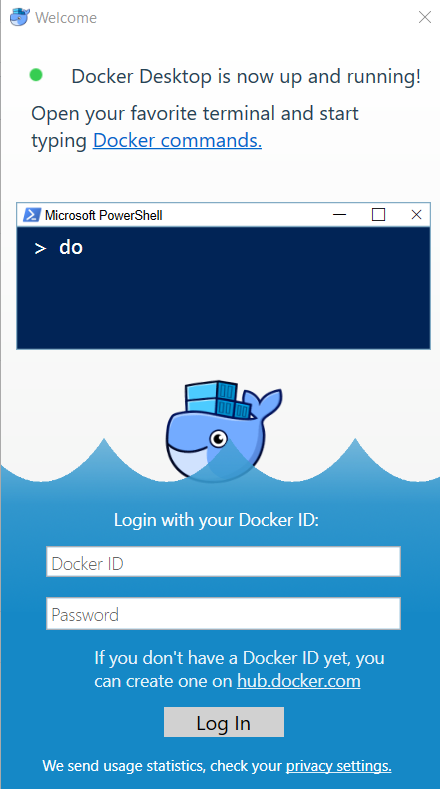 Welcome
Docker Desktop is now up and running!
Open your favorite terminal and start
typing Docker commands.
Microsoft PowerShell
> do
Login with your Docker ID:
Docker ID
Password
If you don't have a Docker ID yet, you
can create one on hub.docker.com
Log In
We send usage statistics, check your privacy settings.